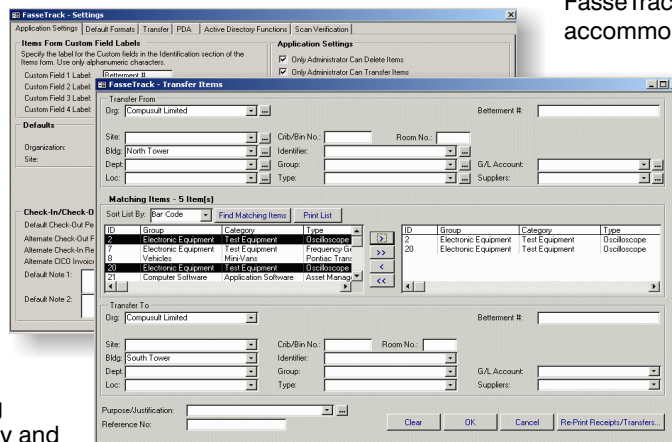 FasseTrack
accommo
FasseTrack - Settings
Application Settings Default Formats Transfer PDA Active Directory Functions Scan Verification
Items Form Custom Field Labels
Specify the label for the Custom fields in the Identification section of the
Items form. Use only alphanumeric characters.
Custom Field 1 Label: Betterment #
Custom Field 2 Label:
Custom Field 3 Label:
Custom Field 4 Label:
Application Settings
Only Administrator Can Delete Items
Only Administrator Can Transfer Items
Defaults
Organization:
Site:
Check-In/Check-O
Default Check-Out Pe
Alternate Check-Out F
Alternate Check-In Re
Alternate CICO Invoic
Default Note 1:
Default Note 2:
FasseTrack - Transfer Items
Transfer From
Org: Compusult Limited ... Betterment #:
Site: ... Crib/Bin No.: Room No.:
Bldg: North Tower ... Identifier: ...
Dept: ... Group: ... G/L Account: ...
Loc: ... Type: ... Suppliers: ...
Matching Items - 5 Item(s)
Sort List By: Bar Code Find Matching Items Print List
ID Group Category Type
2 Electronic Equipment Test Equipment Oscilloscope
7 Electronic Equipment Test Equipment Frequency Ge
8 Vehicles Mini-Vans Pontiac Trans
20 Electronic Equipment Test Equipment Oscilloscope
21 Computer Software Application Software Asset Manag
>
>>
<
<<
ID Group Category Type
2 Electronic Equipment Test Equipment Oscilloscope
20 Electronic Equipment Test Equipment Oscilloscope
Transfer To
Org: Compusult Limited Betterment #:
Site: Crib/Bin No.: Room No.:
Bldg: South Tower Identifier:
Dept: Group: G/L Account:
Loc: Type: Suppliers:
Purpose/Justification: ...
Reference No:
Clear OK Cancel Re-Print Receipts/Transfers...
g
y and